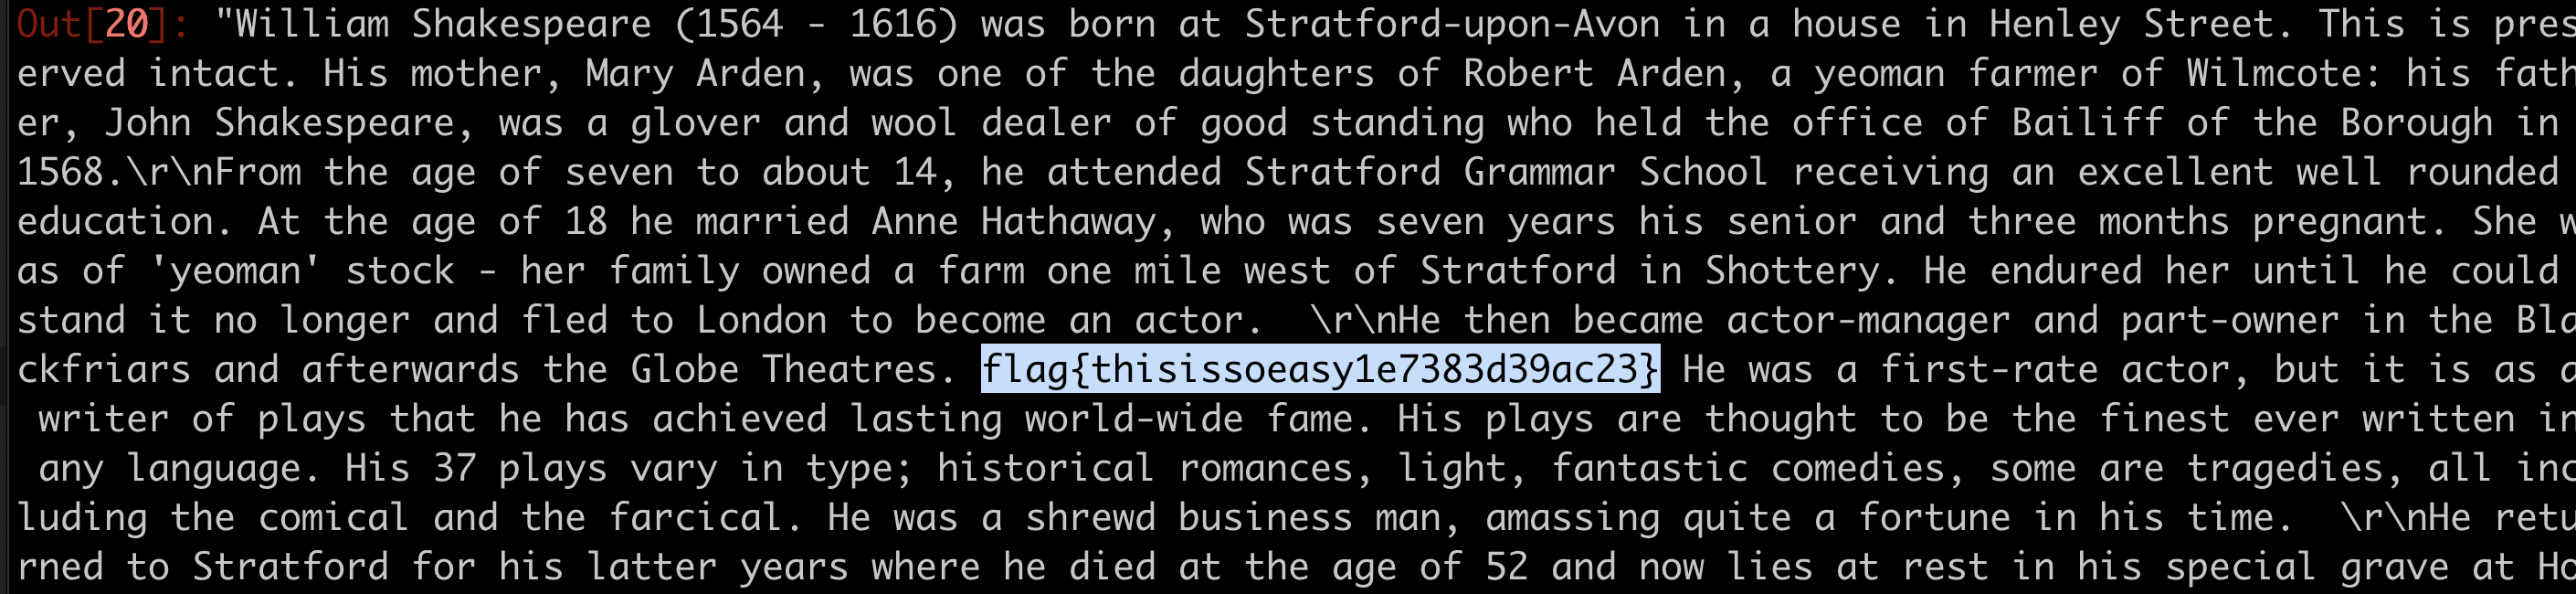 Out[20]: "William Shakespeare (1564 - 1616) was born at Stratford-upon-Avon in a house in Henley Street. This is pres
erved intact. His mother, Mary Arden, was one of the daughters of Robert Arden, a yeoman farmer of Wilmcote: his fath
er, John Shakespeare, was a glover and wool dealer of good standing who held the office of Bailiff of the Borough in
1568.\r\nFrom the age of seven to about 14, he attended Stratford Grammar School receiving an excellent well rounded
education. At the age of 18 he married Anne Hathaway, who was seven years his senior and three months pregnant. She w
as of 'yeoman' stock - her family owned a farm one mile west of Stratford in Shottery. He endured her until he could
stand it no longer and fled to London to become an actor.  \r\nHe then became actor-manager and part-owner in the Bla
ckfriars and afterwards the Globe Theatres. flag{thisissoeasy1e7383d39ac23} He was a first-rate actor, but it is as a
 writer of plays that he has achieved lasting world-wide fame. His plays are thought to be the finest ever written in
 any language. His 37 plays vary in type; historical romances, light, fantastic comedies, some are tragedies, all inc
luding the comical and the farcical. He was a shrewd business man, amassing quite a fortune in his time.  \r\nHe retu
rned to Stratford for his latter years where he died at the age of 52 and now lies at rest in his special grave at Ho